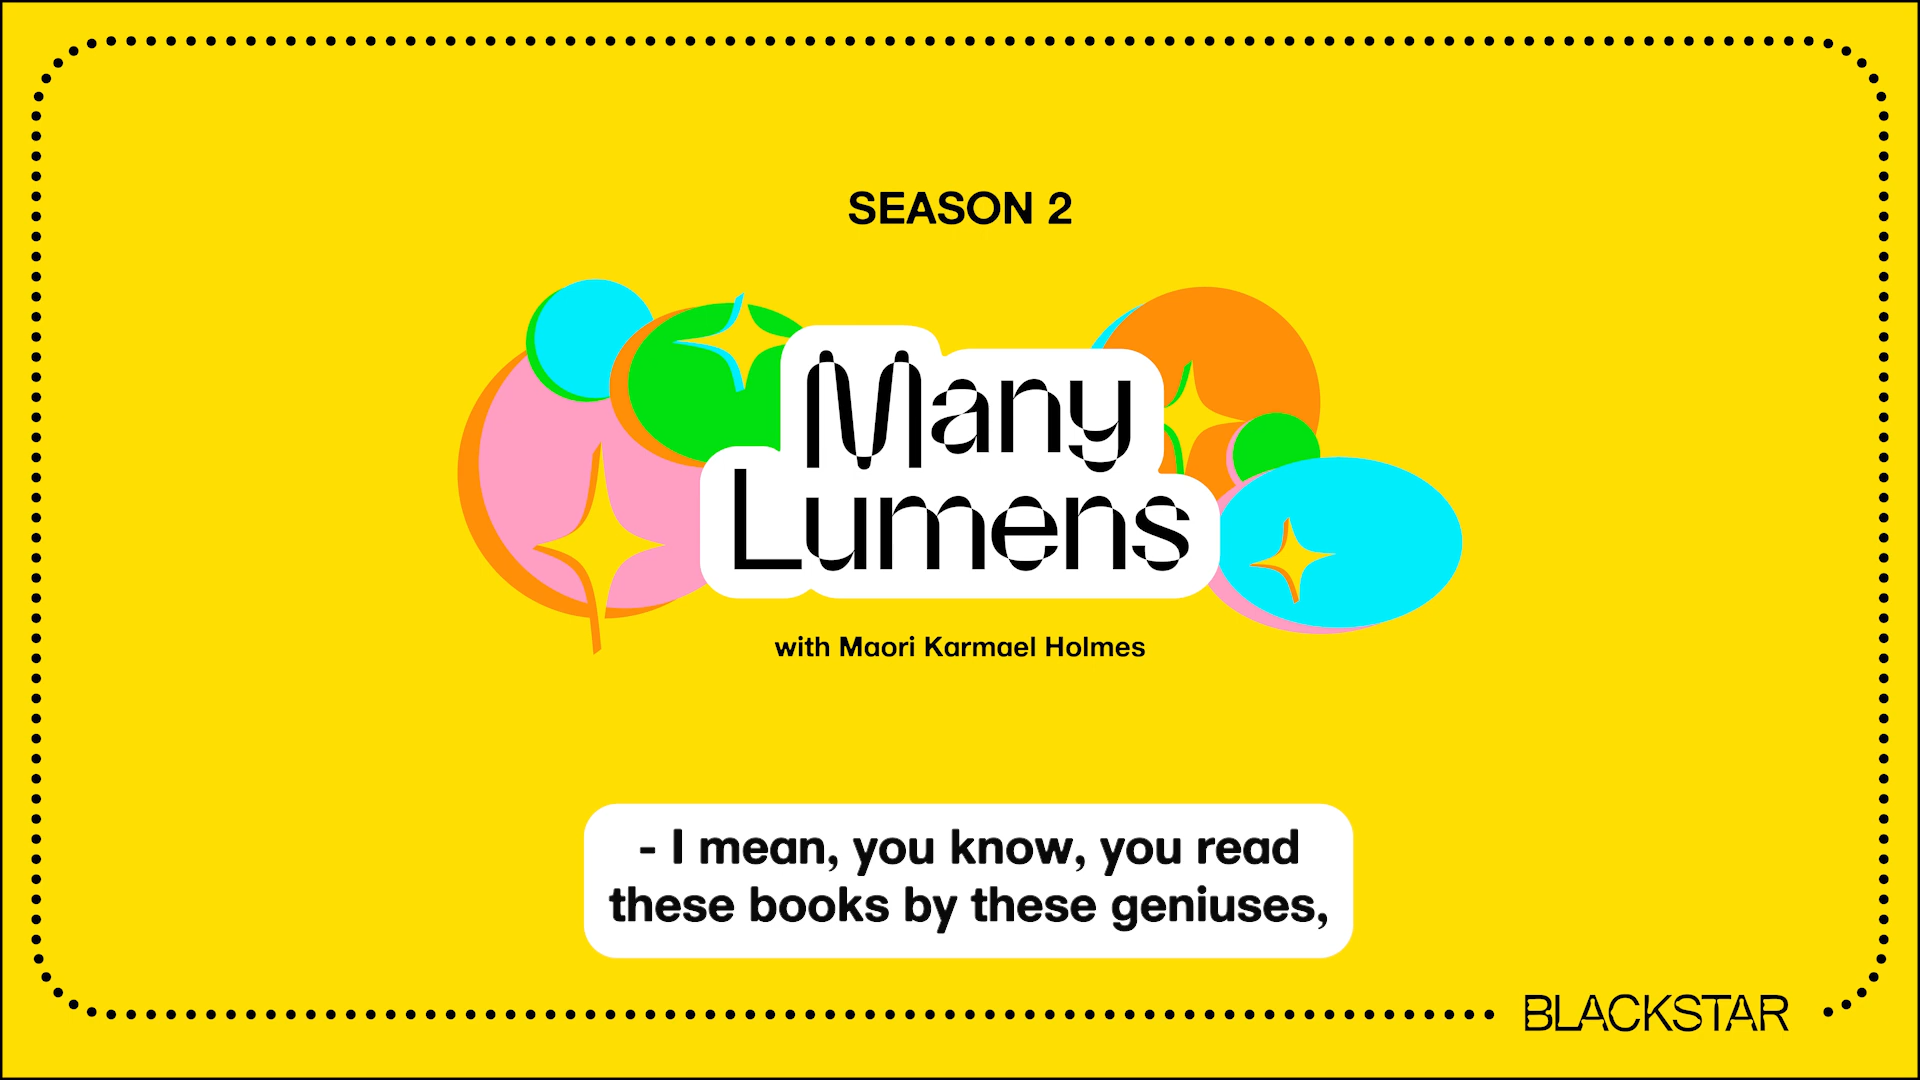 SEASON 2
Many
Lumens
with Maori Karmael Holmes
- I mean, you know, you read
these books by these geniuses,
BLACKSTAR